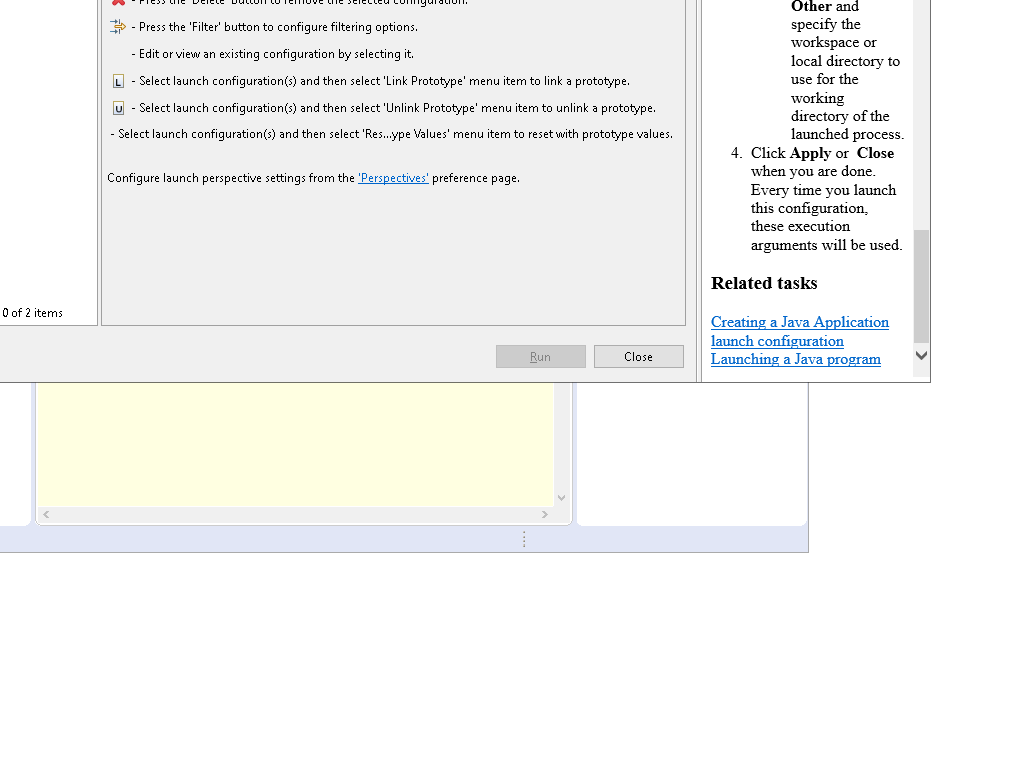 - Press the 'Delete' button to remove the selected configuration.
- Press the 'Filter' button to configure filtering options.
- Edit or view an existing configuration by selecting it.
L - Select launch configuration(s) and then select 'Link Prototype' menu item to link a prototype.
U - Select launch configuration(s) and then select 'Unlink Prototype' menu item to unlink a prototype.
- Select launch configuration(s) and then select 'Res...ype Values' menu item to reset with prototype values.
Configure launch perspective settings from the 'Perspectives' preference page.
0 of 2 items
Run
Close
Other and
specify the
workspace or
local directory to
use for the
working
directory of the
launched process.
4. Click Apply or Close
when you are done.
Every time you launch
this configuration,
these execution
arguments will be used.
Related tasks
Creating a Java Application
launch configuration
Launching a Java program